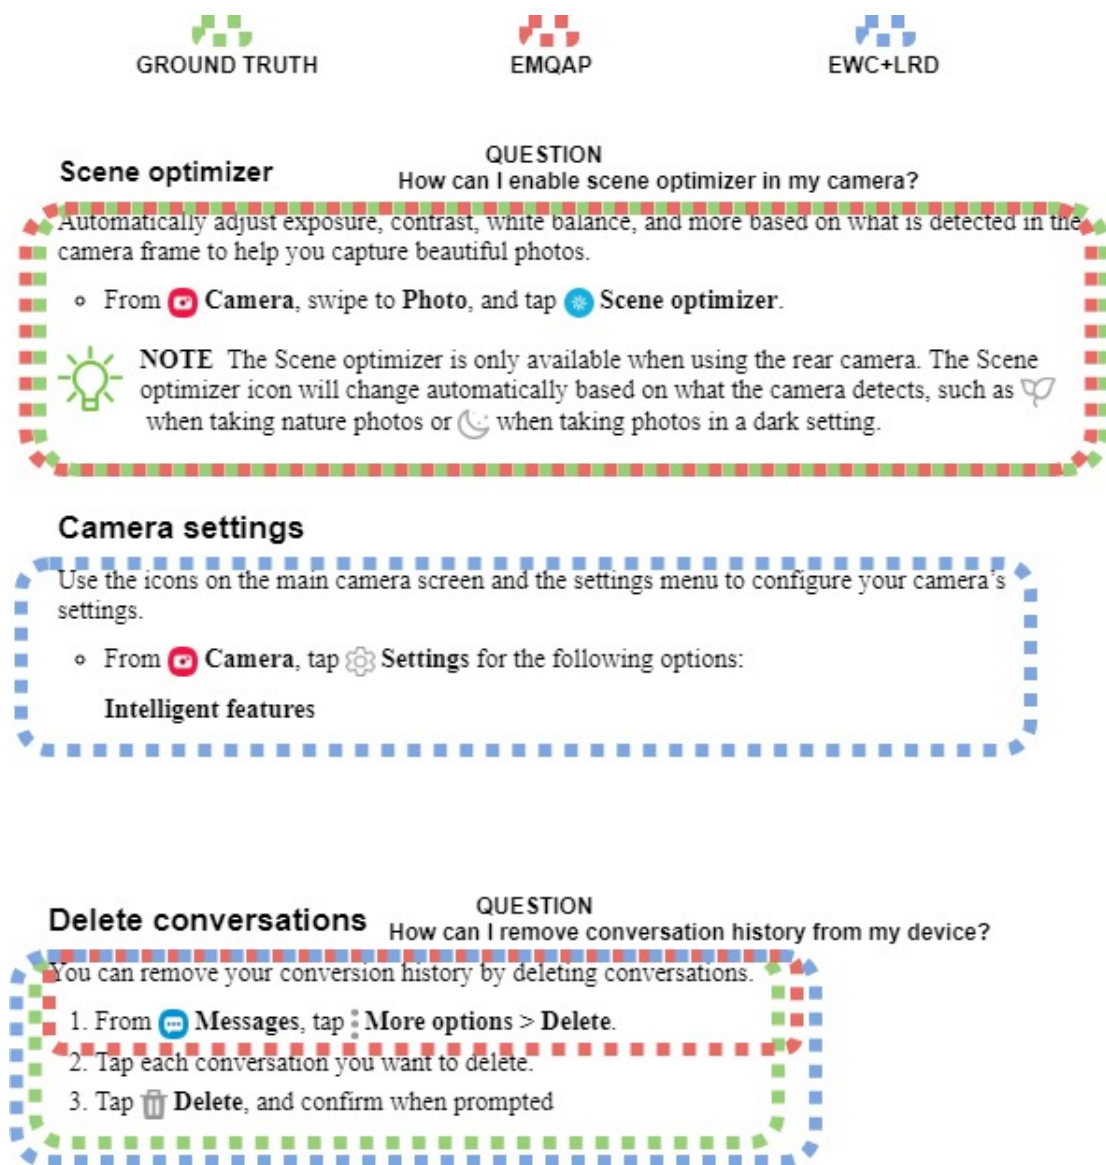 GROUND TRUTH
EMQAP
EWC+LRD
Scene optimizer
QUESTION
How can I enable scene optimizer in my camera?
Automatically adjust exposure, contrast, white balance, and more based on what is detected in the
camera frame to help you capture beautiful photos.
From Camera, swipe to Photo, and tap Scene optimizer.
NOTE The Scene optimizer is only available when using the rear camera. The Scene
optimizer icon will change automatically based on what the camera detects, such as
when taking nature photos or when taking photos in a dark setting.
Camera settings
Use the icons on the main camera screen and the settings menu to configure your camera's
settings.
From Camera, tap Settings for the following options:
Intelligent features
Delete conversations
QUESTION
How can I remove conversation history from my device?
You can remove your conversion history by deleting conversations.
1. From Messages, tap More options > Delete.
2. Tap each conversation you want to delete.
3. Tap Delete, and confirm when prompted